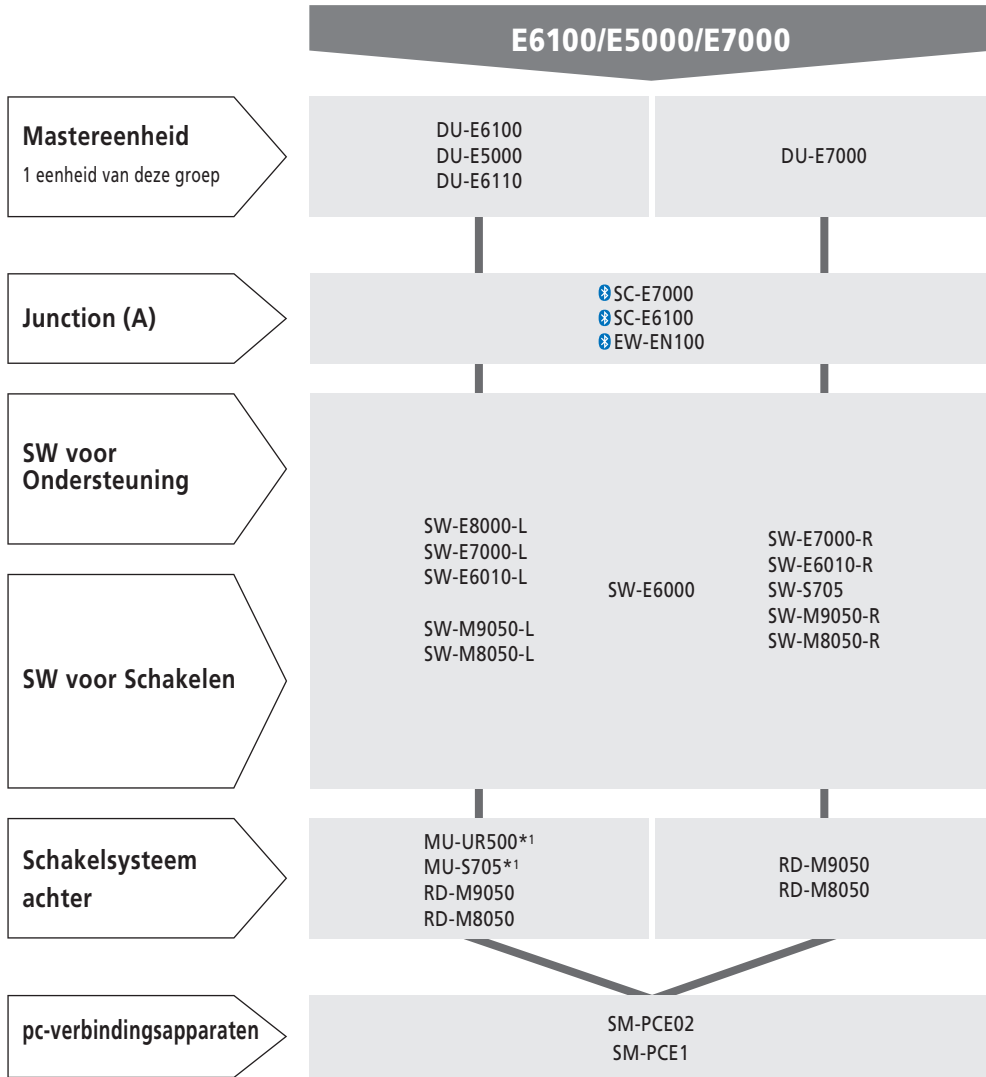 E6100/E5000/E7000
Mastereenheid
1 eenheid van deze groep
DU-E6100
DU-E5000
DU-E6110
DU-E7000
Junction (A)
SC-E7000
SC-E6100
EW-EN100
SW voor
Ondersteuning
SW voor Schakelen
SW-E8000-L
SW-E7000-L
SW-E6010-L
SW-M9050-L
SW-M8050-L
SW-E6000
SW-E7000-R
SW-E6010-R
SW-S705
SW-M9050-R
SW-M8050-R
Schakelsysteem
achter
MU-UR500*1
MU-S705*1
RD-M9050
RD-M8050
RD-M9050
RD-M8050
pc-verbindingsapparaten
SM-PCE02
SM-PCE1